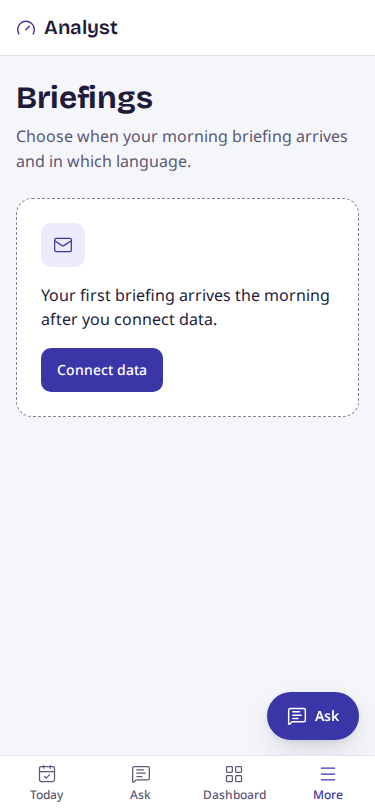 Analyst
Briefings
Choose when your morning briefing arrives
and in which language.
Your first briefing arrives the morning
after you connect data.
Connect data
Ask
Today
Ask
Dashboard
More